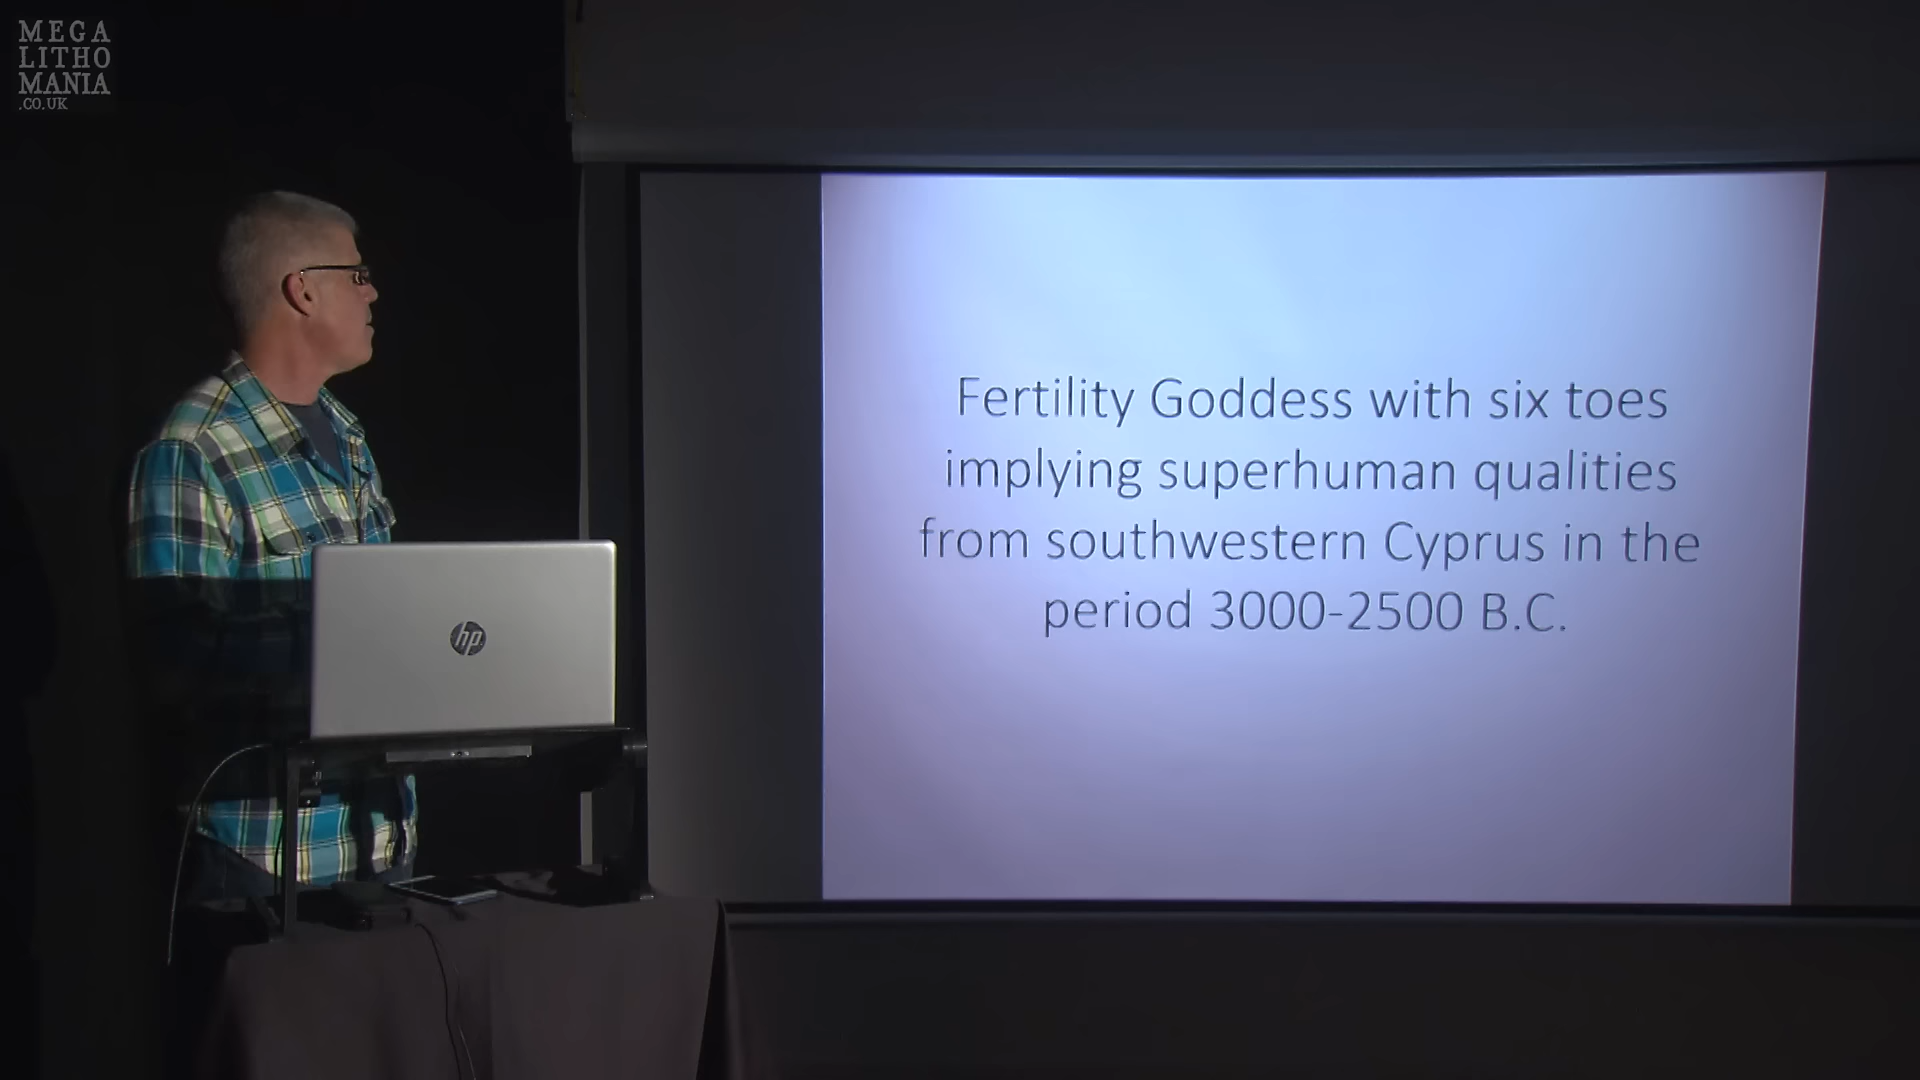 MEGA
LITHO
MANIA
.CO.UK
Fertility Goddess with six toes
implying superhuman qualities
from southwestern Cyprus in the
period 3000-2500 B.C.
hp